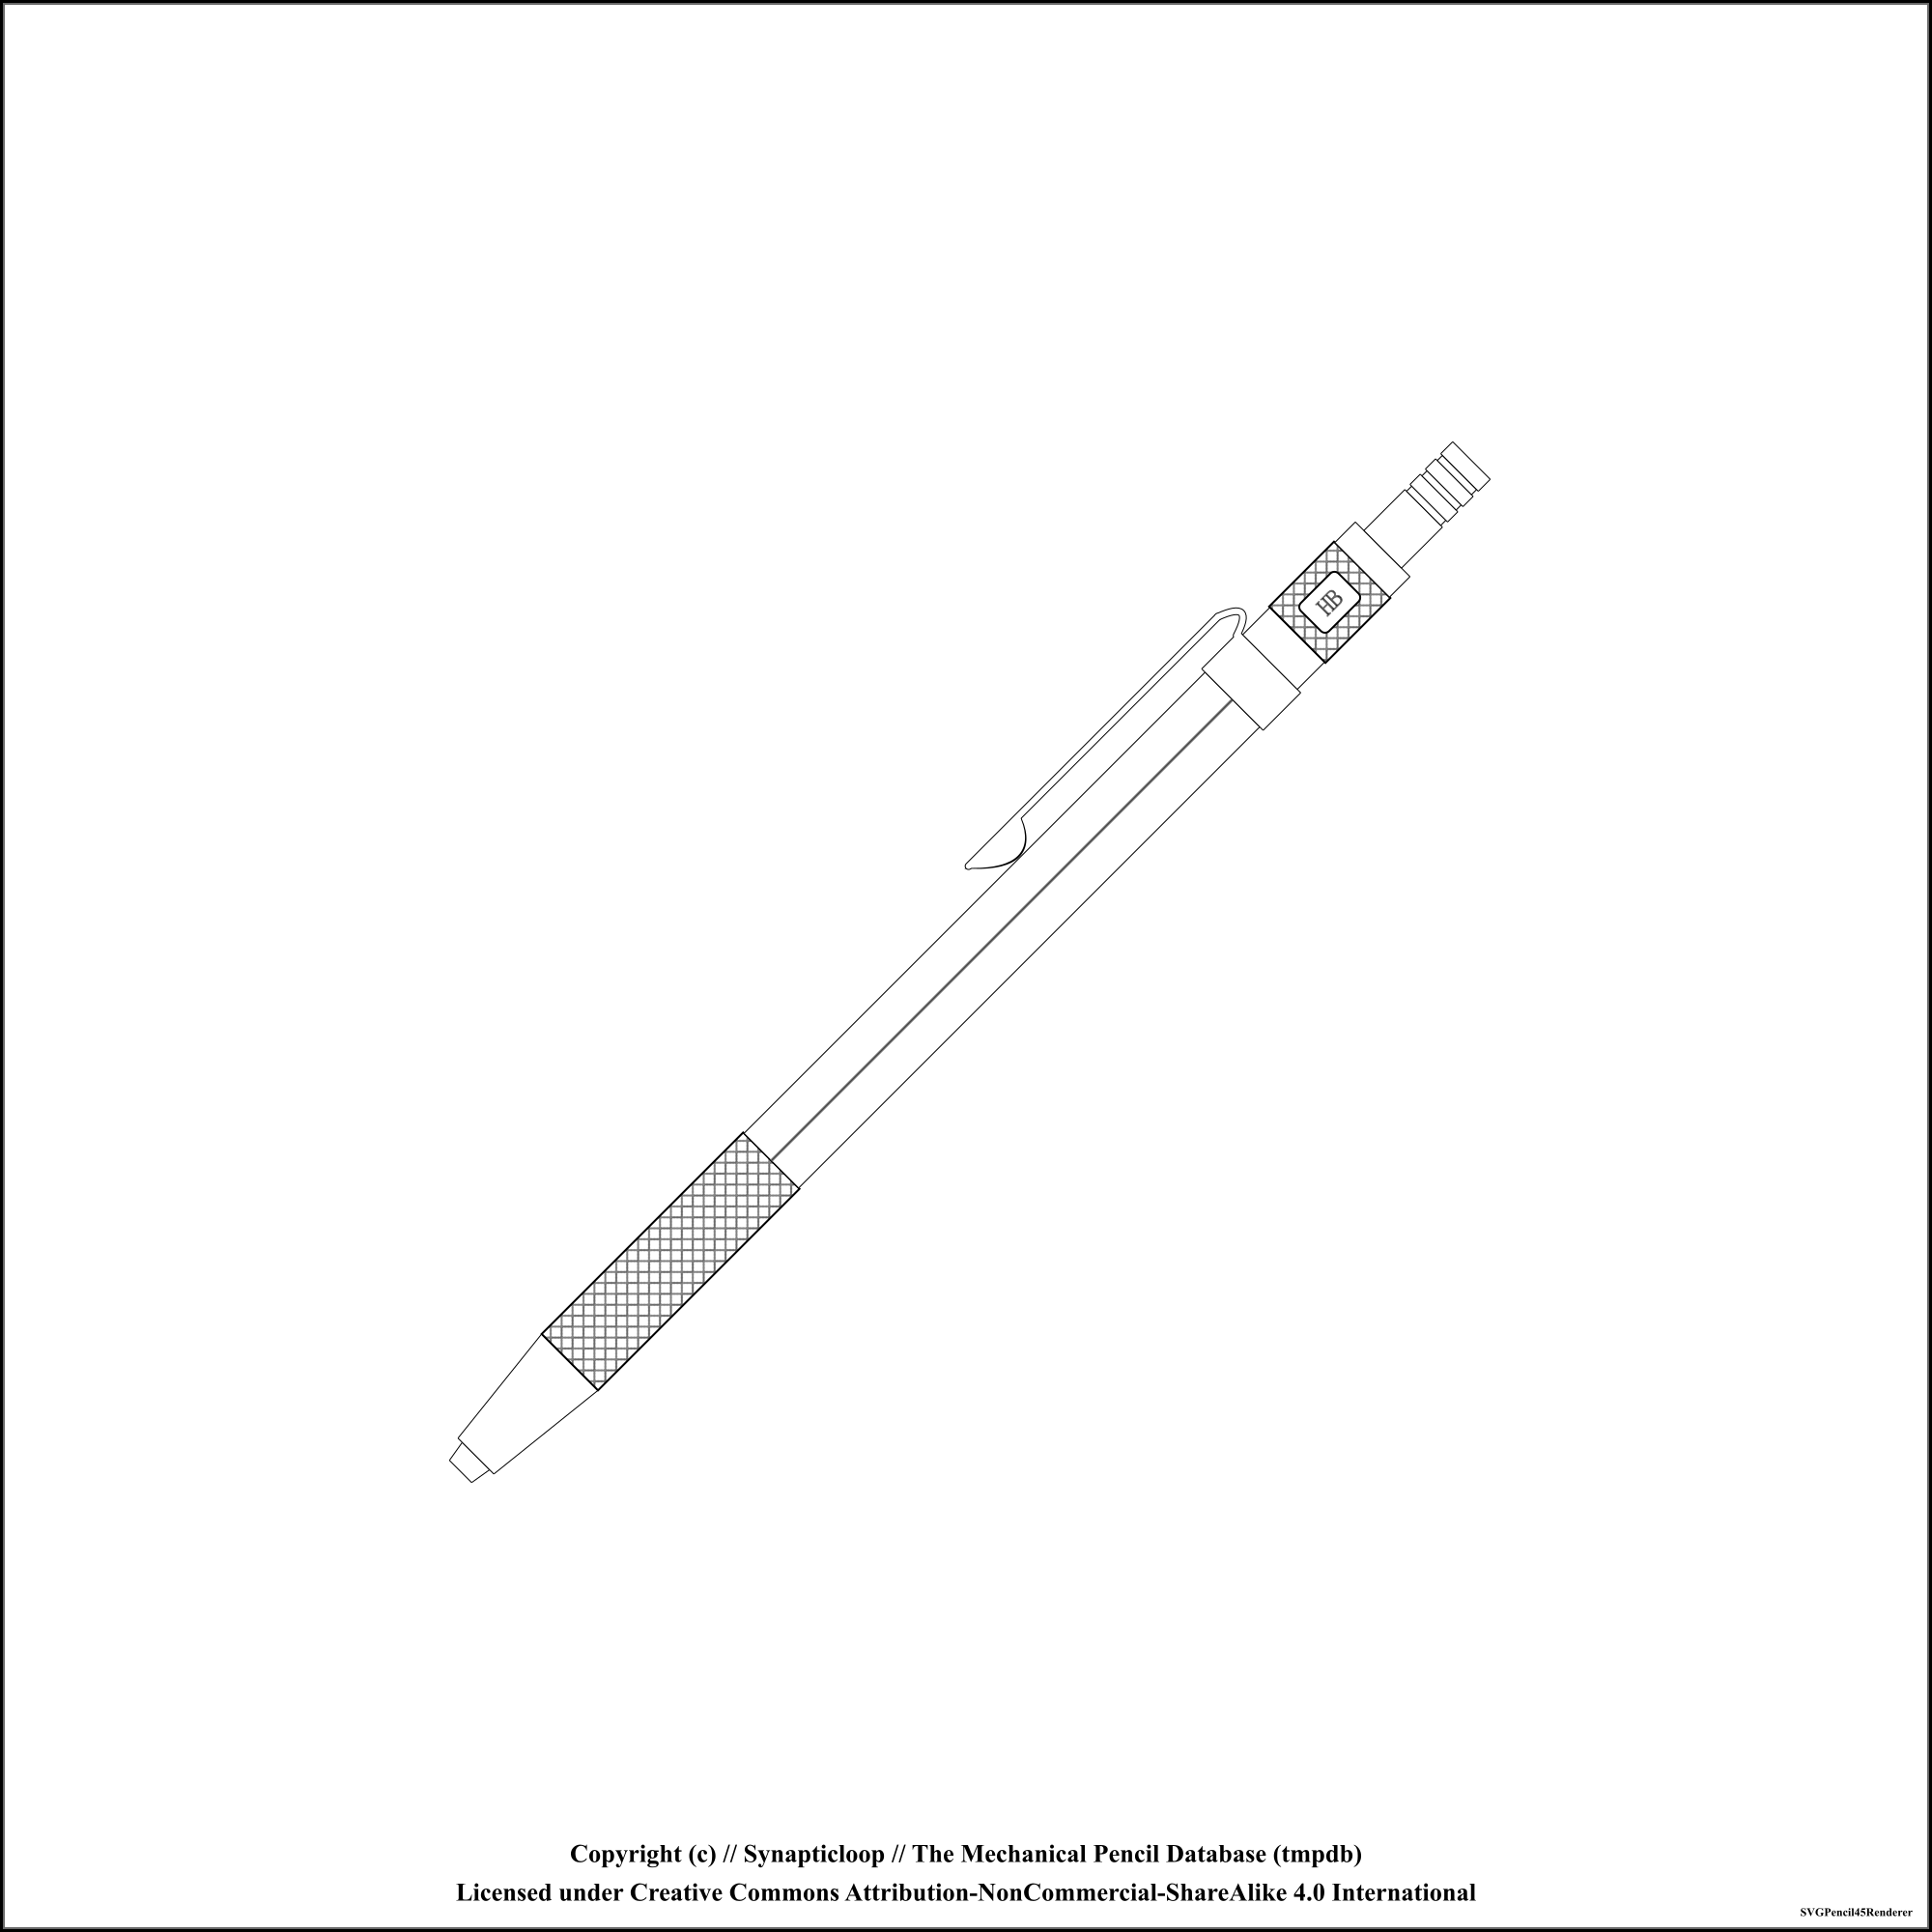 HB
Copyright (c) // Synapticloop // The Mechanical Pencil Database (tmpdb)
Licensed under Creative Commons Attribution-NonCommercial-ShareAlike 4.0 International
SVGPencil45Renderer